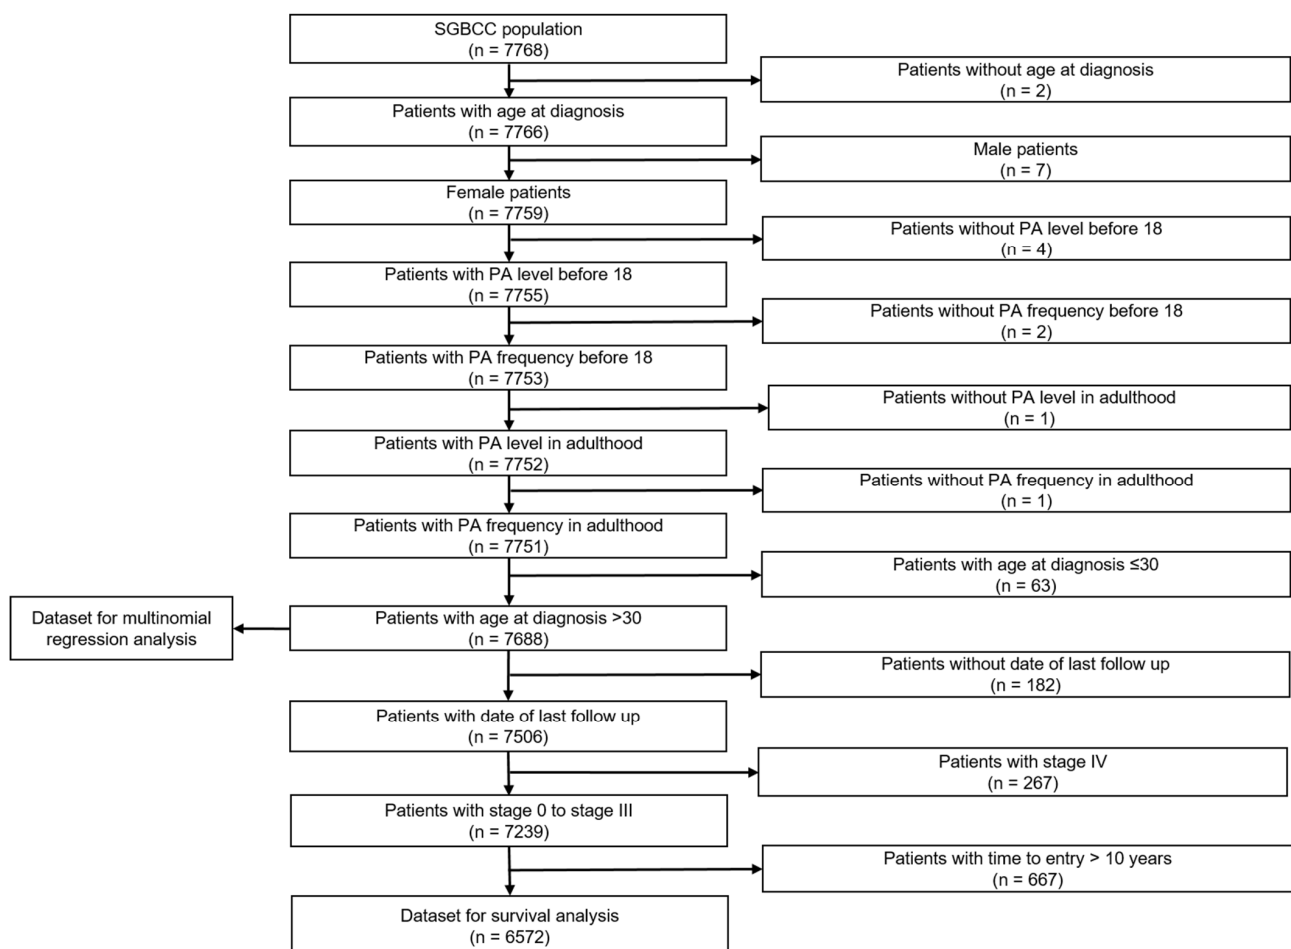 SGBCC population
(n = 7768)
Patients without age at diagnosis
(n = 2)
Patients with age at diagnosis
(n = 7766)
Male patients
(n = 7)
Female patients
(n = 7759)
Patients without PA level before 18
(n = 4)
Patients with PA level before 18
(n = 7755)
Patients without PA frequency before 18
(n = 2)
Patients with PA frequency before 18
(n = 7753)
Patients without PA level in adulthood
(n = 1)
Patients with PA level in adulthood
(n = 7752)
Patients without PA frequency in adulthood
(n = 1)
Patients with PA frequency in adulthood
(n = 7751)
Patients with age at diagnosis ≤30
(n = 63)
Dataset for multinomial
regression analysis
Patients with age at diagnosis >30
(n = 7688)
Patients without date of last follow up
(n = 182)
Patients with date of last follow up
(n = 7506)
Patients with stage IV
(n = 267)
Patients with stage 0 to stage III
(n = 7239)
Patients with time to entry > 10 years
(n = 667)
Dataset for survival analysis
(n = 6572)